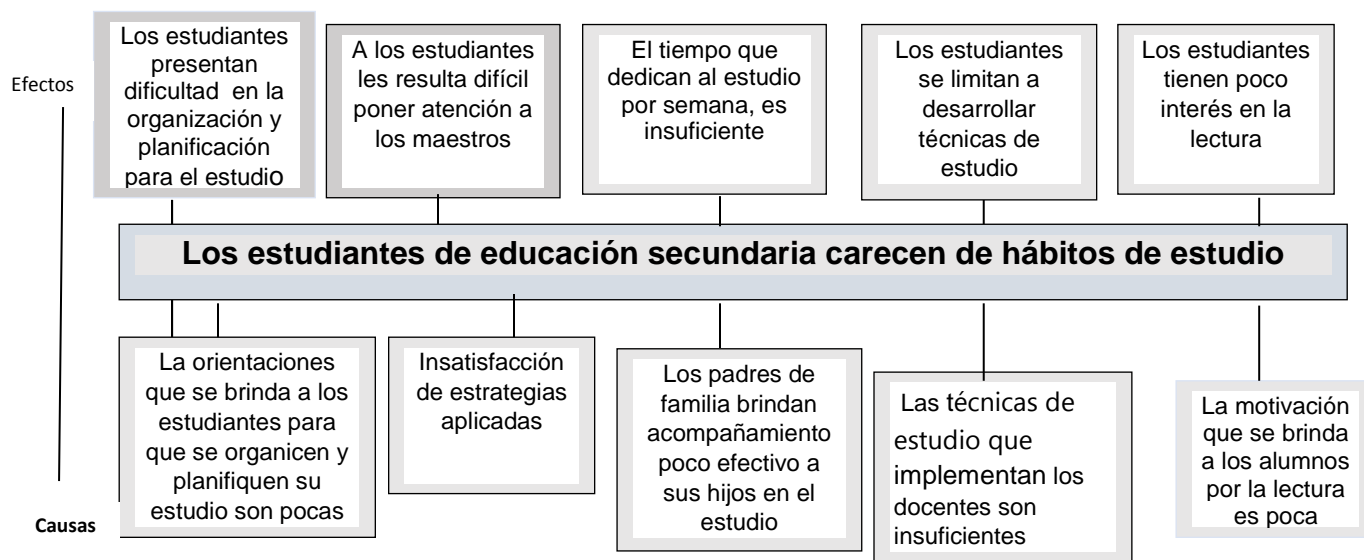 Efectos
Los estudiantes
presentan
dificultad en la
organización y
planificación
para el estudio
A los estudiantes
les resulta difícil
poner atención a
los maestros
El tiempo que
dedican al estudio
por semana, es
insuficiente
Los estudiantes
se limitan a
desarrollar
técnicas de
estudio
Los estudiantes
tienen poco
interés en la
lectura
Los estudiantes de educación secundaria carecen de hábitos de estudio
La orientaciones
que se brinda a los
estudiantes para
que se organicen y
planifiquen su
estudio son pocas
Insatisfacción
de estrategias
aplicadas
Los padres de
familia brindan
acompañamiento
poco efectivo a
sus hijos en el
estudio
Las técnicas de
estudio que
implementan los
docentes son
insuficientes
La motivación
que se brinda
a los alumnos
por la lectura
es poca
Causas